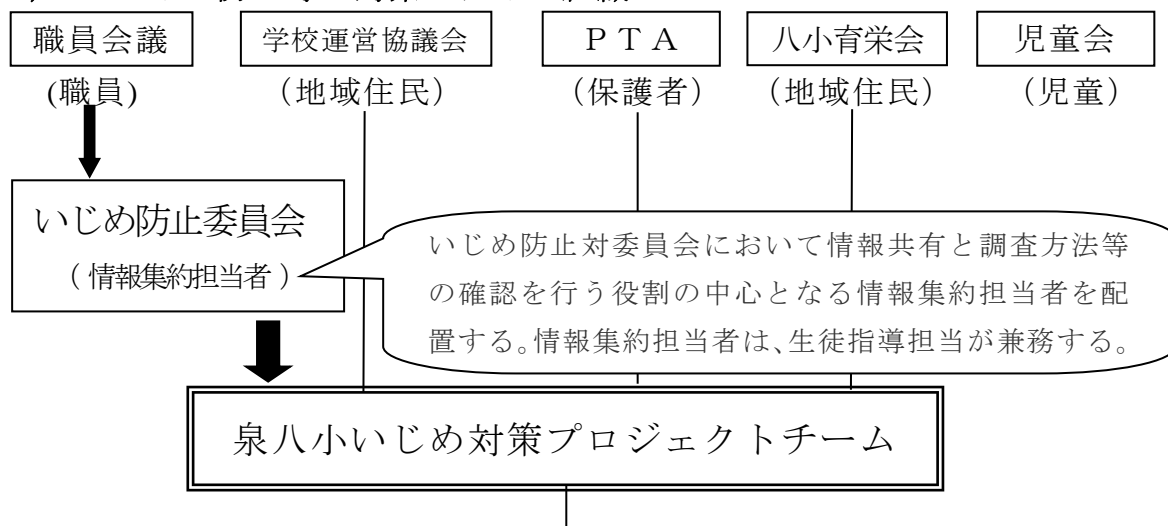 職員会議
学校運営協議会
ＰＴＡ
八小育栄会
児童会
(職員)
（地域住民）
（保護者）
（地域住民）
（児童）
いじめ防止委員会
（情報集約担当者）
いじめ防止対委員会において情報共有と調査方法等
の確認を行う役割の中心となる情報集約担当者を配
置する。情報集約担当者は、生徒指導担当が兼務する。
泉八小いじめ対策プロジェクトチーム